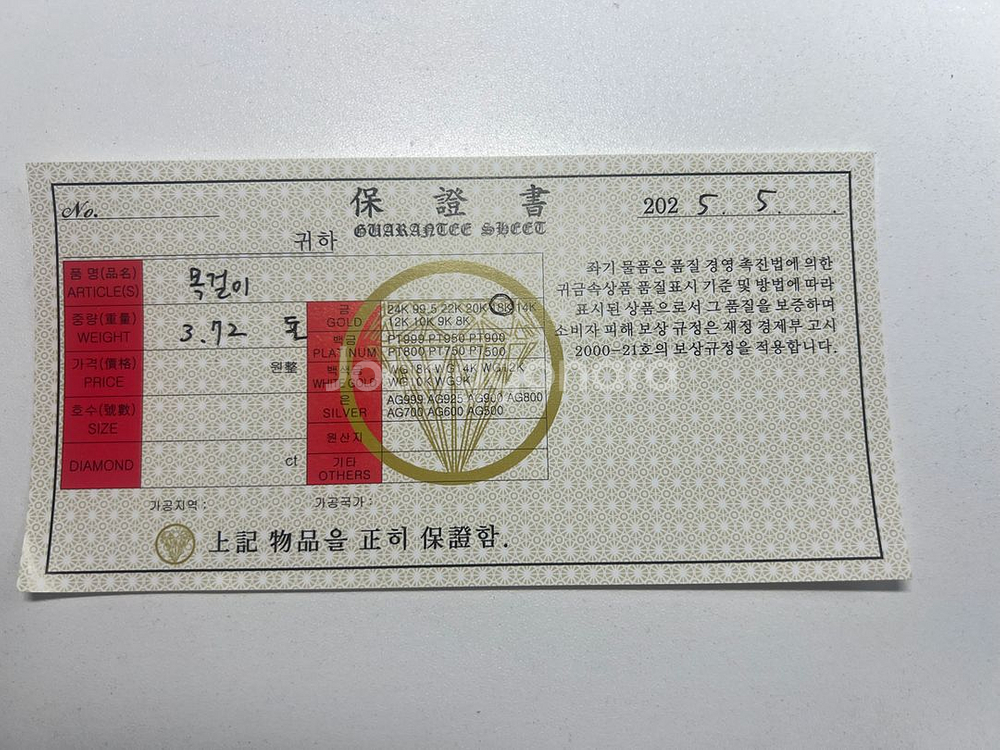 保 證 書
No.
GUARANTEE SHEET
202 5. 5. .
귀하
품 명(品名)
ARTICLE(S)
목걸이
중량(重量)
WEIGHT
3.72 돈
가격(價格)
PRICE
원整
호수(號數)
SIZE
DIAMOND
ct
금
GOLD
24K 99.5 22K 20K 18K 14K
12K 10K 9K 8K
백금
PLATINUM
PT999 PT950 PT900
PT800 PT750 PT500
백색금
WHITE GOLD
WG18K WG14K WG12K
WG10K WG9K
은
SILVER
AG999 AG925 AG900 AG800
AG700 AG600 AG500
원산지
기타
OTHERS
좌기 물품은 품질 경영 촉진법에 의한
귀금속상품 품질표시 기준 및 방법에 따라
표시된 상품으로서 그 품질을 보증하며
소비자 피해 보상 규정은 재정 경제부 고시
2000-21호의 보상규정을 적용합니다.
가공지역 :
가공국가 :
上記 物品을 正히 保證함.